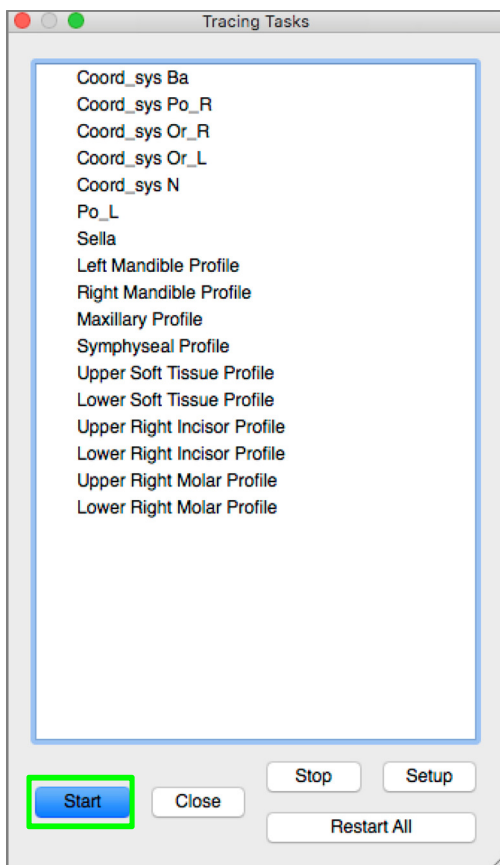 Tracing Tasks
Coord_sys Ba
Coord_sys Po_R
Coord_sys Or_R
Coord_sys Or_L
Coord_sys N
Po_L
Sella
Left Mandible Profile
Right Mandible Profile
Maxillary Profile
Symphyseal Profile
Upper Soft Tissue Profile
Lower Soft Tissue Profile
Upper Right Incisor Profile
Lower Right Incisor Profile
Upper Right Molar Profile
Lower Right Molar Profile
Stop Setup
Start Close
Restart All